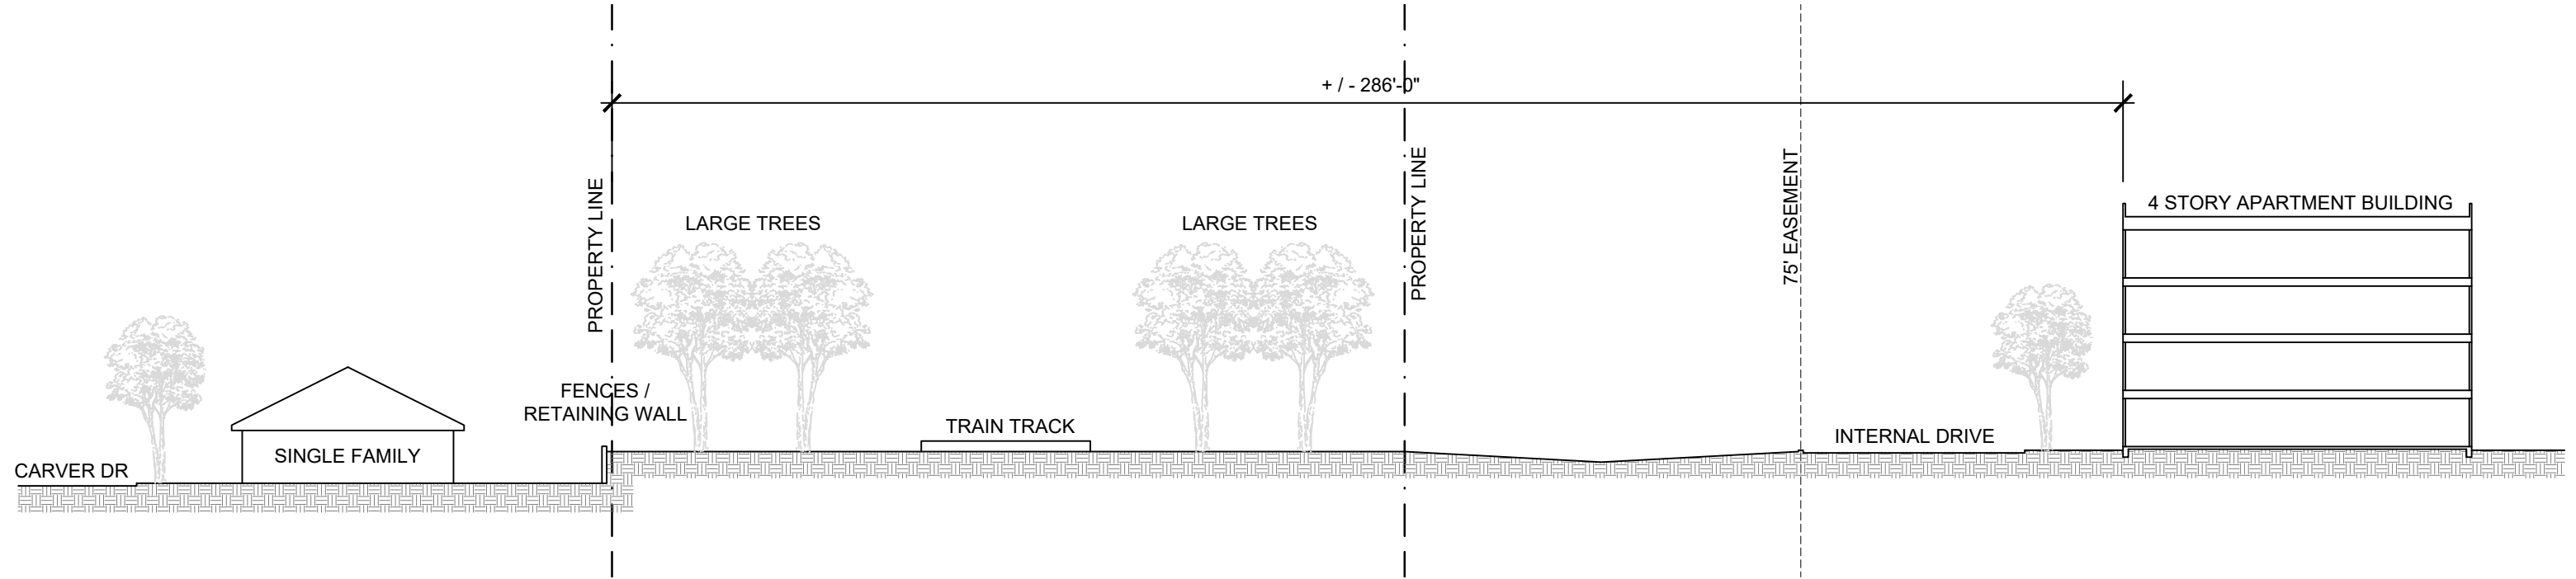 + / - 286'-0"
PROPERTY LINE
PROPERTY LINE
75' EASEMENT
4 STORY APARTMENT BUILDING
LARGE TREES
LARGE TREES
FENCES /
RETAINING WALL
TRAIN TRACK
INTERNAL DRIVE
SINGLE FAMILY
CARVER DR